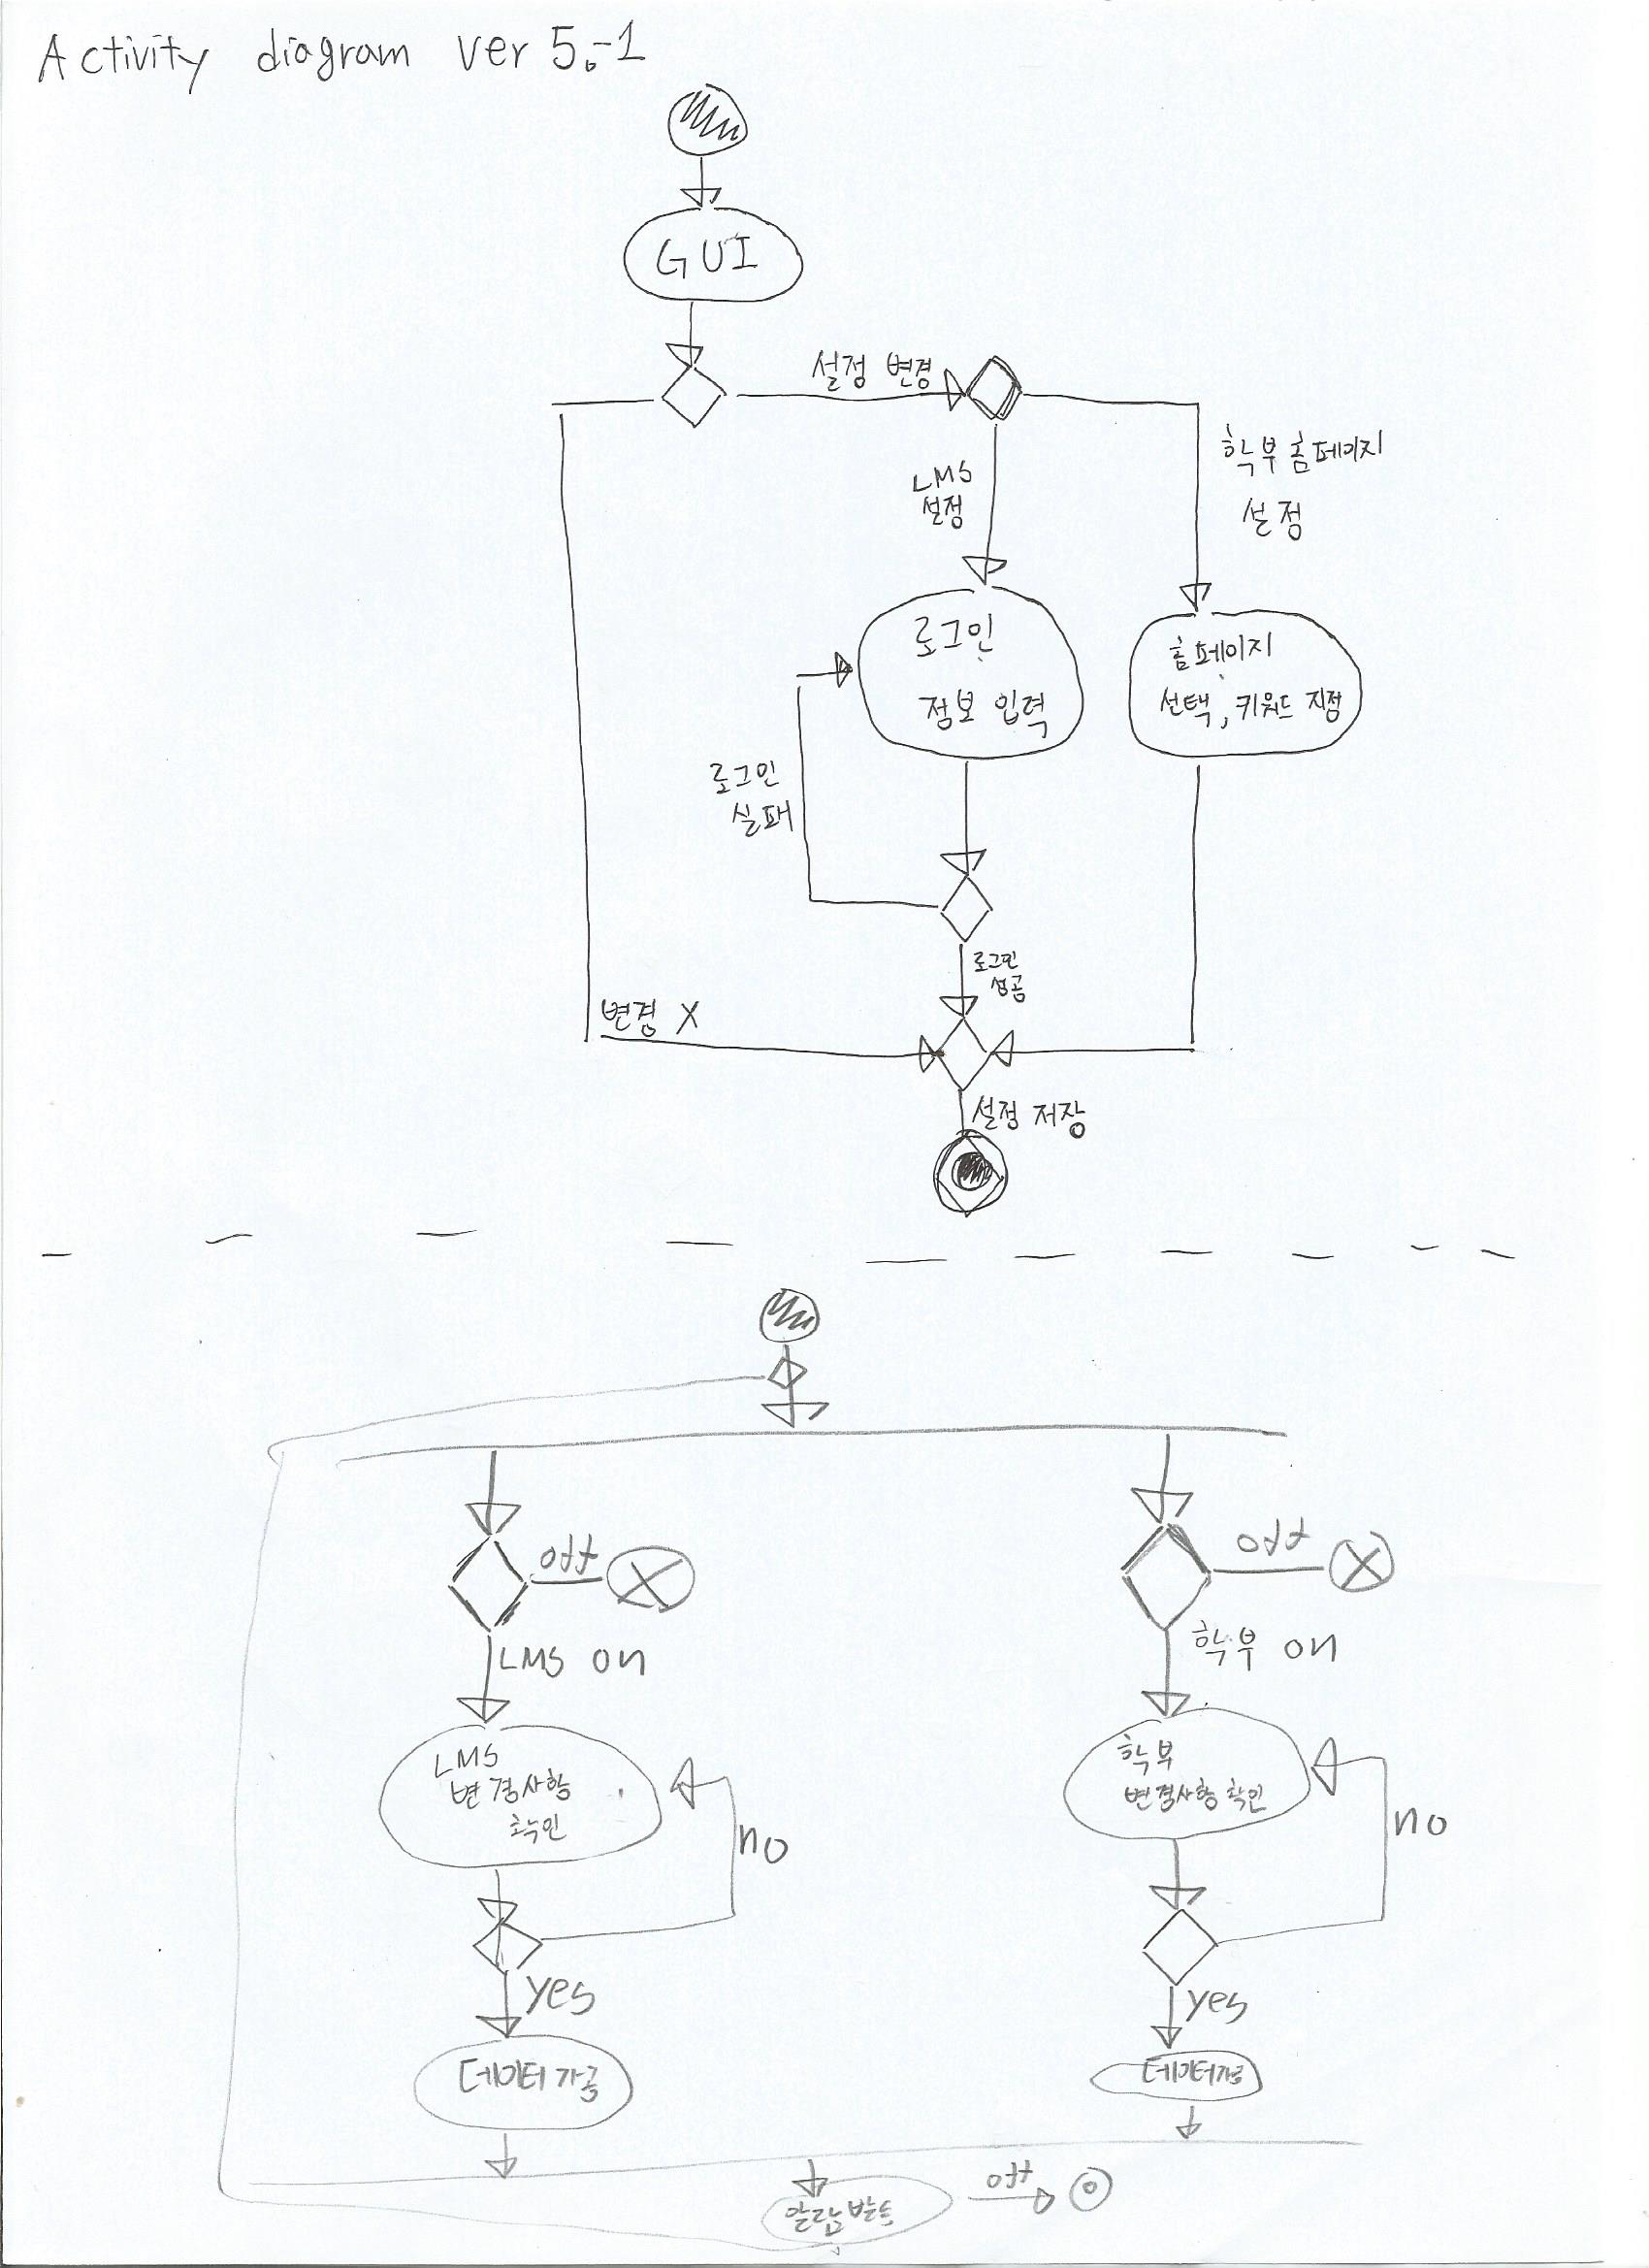 Activity diagram ver 5.-1
GUI
설정 변경
학부 홈페이지
설정
LMS
설정
로그인
정보 입력
홈페이지
선택, 키워드 지정
로그인
실패
로그인
성공
변경 X
설정 저장
off
off
LMS on
학부 on
LMS
변경사항
확인
no
학부
변경사항 확인
no
yes
yes
데이터 가공
데이터가공
off
알람 발송